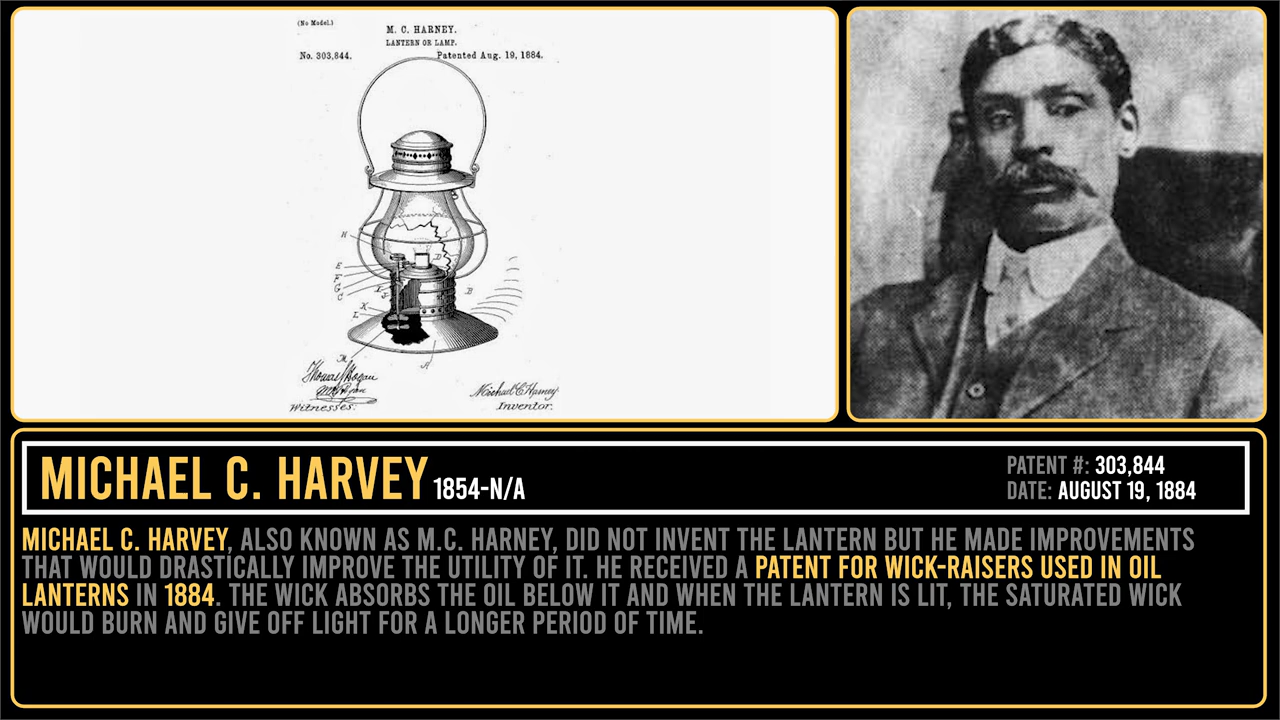 (No Model.)
M. C. HARNEY.
LANTERN OR LAMP.
No. 303,844.
Patented Aug. 19, 1884.
H
E
F
G
C
D
B
I
J
K
L
M
A
Witnesses.
Michael C. Harney
Inventor.
MICHAEL C. HARVEY 1854-N/A
PATENT #: 303,844
DATE: AUGUST 19, 1884
MICHAEL C. HARVEY, ALSO KNOWN AS M.C. HARNEY, DID NOT INVENT THE LANTERN BUT HE MADE IMPROVEMENTS
THAT WOULD DRASTICALLY IMPROVE THE UTILITY OF IT. HE RECEIVED A PATENT FOR WICK-RAISERS USED IN OIL
LANTERNS IN 1884. THE WICK ABSORBS THE OIL BELOW IT AND WHEN THE LANTERN IS LIT, THE SATURATED WICK
WOULD BURN AND GIVE OFF LIGHT FOR A LONGER PERIOD OF TIME.